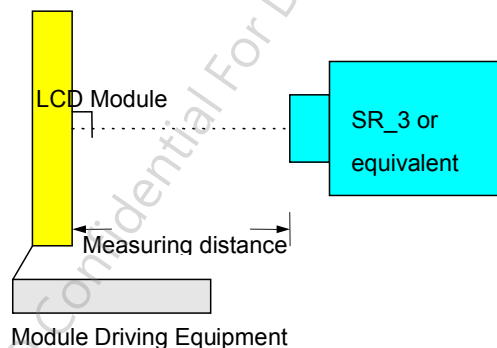 LCD Module
SR_3 or
equivalent
Measuring distance
Module Driving Equipment
Confidential For